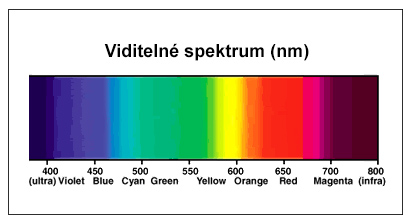 Viditelné spektrum (nm)
400 450 500 550 600 650 700 800
(ultra) Violet Blue Cyan Green Yellow Orange Red Magenta (infra)